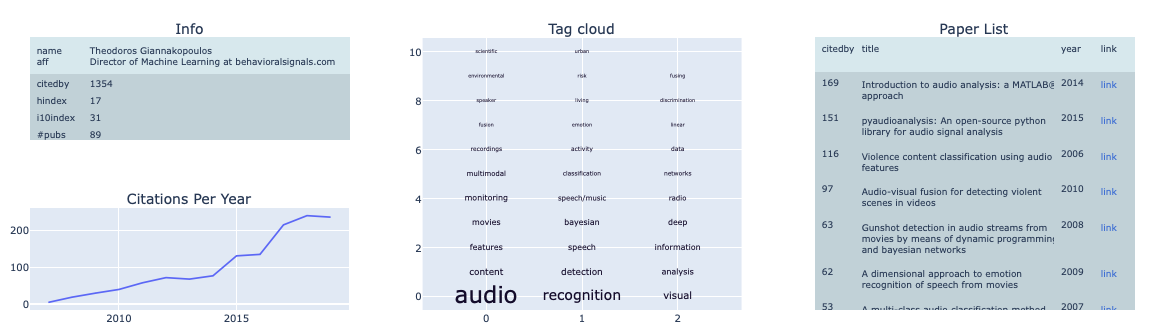 Info
name Theodoros Giannakopoulos
aff Director of Machine Learning at behavioralsignals.com
citedby 1354
hindex 17
i10index 31
#pubs 89
Citations Per Year
200
100
0
2010 2015
Tag cloud
10 scientific urban
environmental risk fusing
8 speaker living discrimination
fusion emotion linear
6 recordings activity data
multimodal classification networks
4 monitoring speech/music radio
movies bayesian deep
2 features speech information
content detection analysis
0 audio recognition visual
0 1 2
Paper List
citedby title year link
169 Introduction to audio analysis: a MATLAB® 2014 link
approach
151 pyaudioanalysis: An open-source python 2015 link
library for audio signal analysis
116 Violence content classification using audio 2006 link
features
97 Audio-visual fusion for detecting violent 2010 link
scenes in videos
63 Gunshot detection in audio streams from 2008 link
movies by means of dynamic programming
and bayesian networks
62 A dimensional approach to emotion 2009 link
recognition of speech from movies
53 A multi-class audio classification method 2007 link